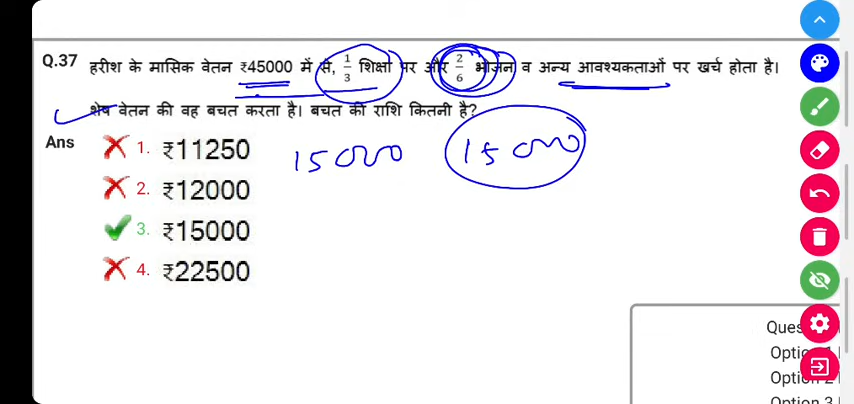 Q.37 हरीश के मासिक वेतन ₹45000 में से, 1/3 शिक्षा पर और 2/6 भोजन व अन्य आवश्यकताओं पर खर्च होता है।
शेष वेतन की वह बचत करता है। बचत की राशि कितनी है?
Ans 1. ₹11250
15000 15000
2. ₹12000
3. ₹15000
4. ₹22500
Ques
Optio 1
Option 2
Option 3